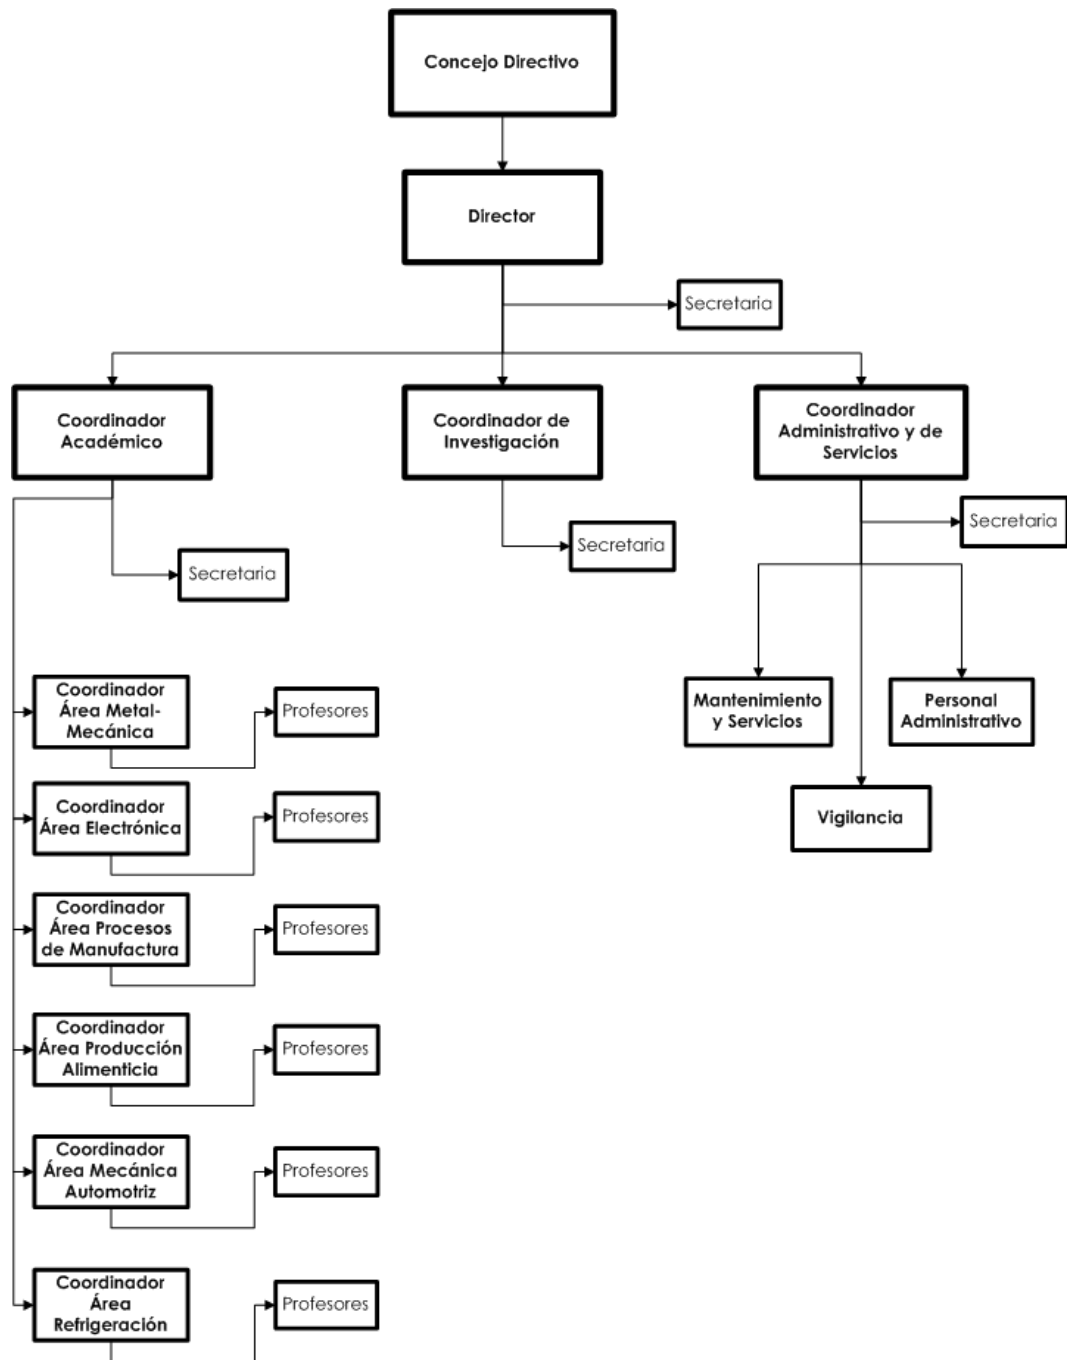 Concejo Directivo
Director
Secretaria
Coordinador
Académico
Coordinador de
Investigación
Coordinador
Administrativo y de
Servicios
Secretaria
Secretaria
Secretaria
Coordinador
Área Metal-
Mecánica
Profesores
Mantenimiento
y Servicios
Personal
Administrativo
Coordinador
Área Electrónica
Profesores
Vigilancia
Coordinador
Área Procesos
de Manufactura
Profesores
Coordinador
Área Producción
Alimenticia
Profesores
Coordinador
Área Mecánica
Automotriz
Profesores
Coordinador
Área
Refrigeración
Profesores